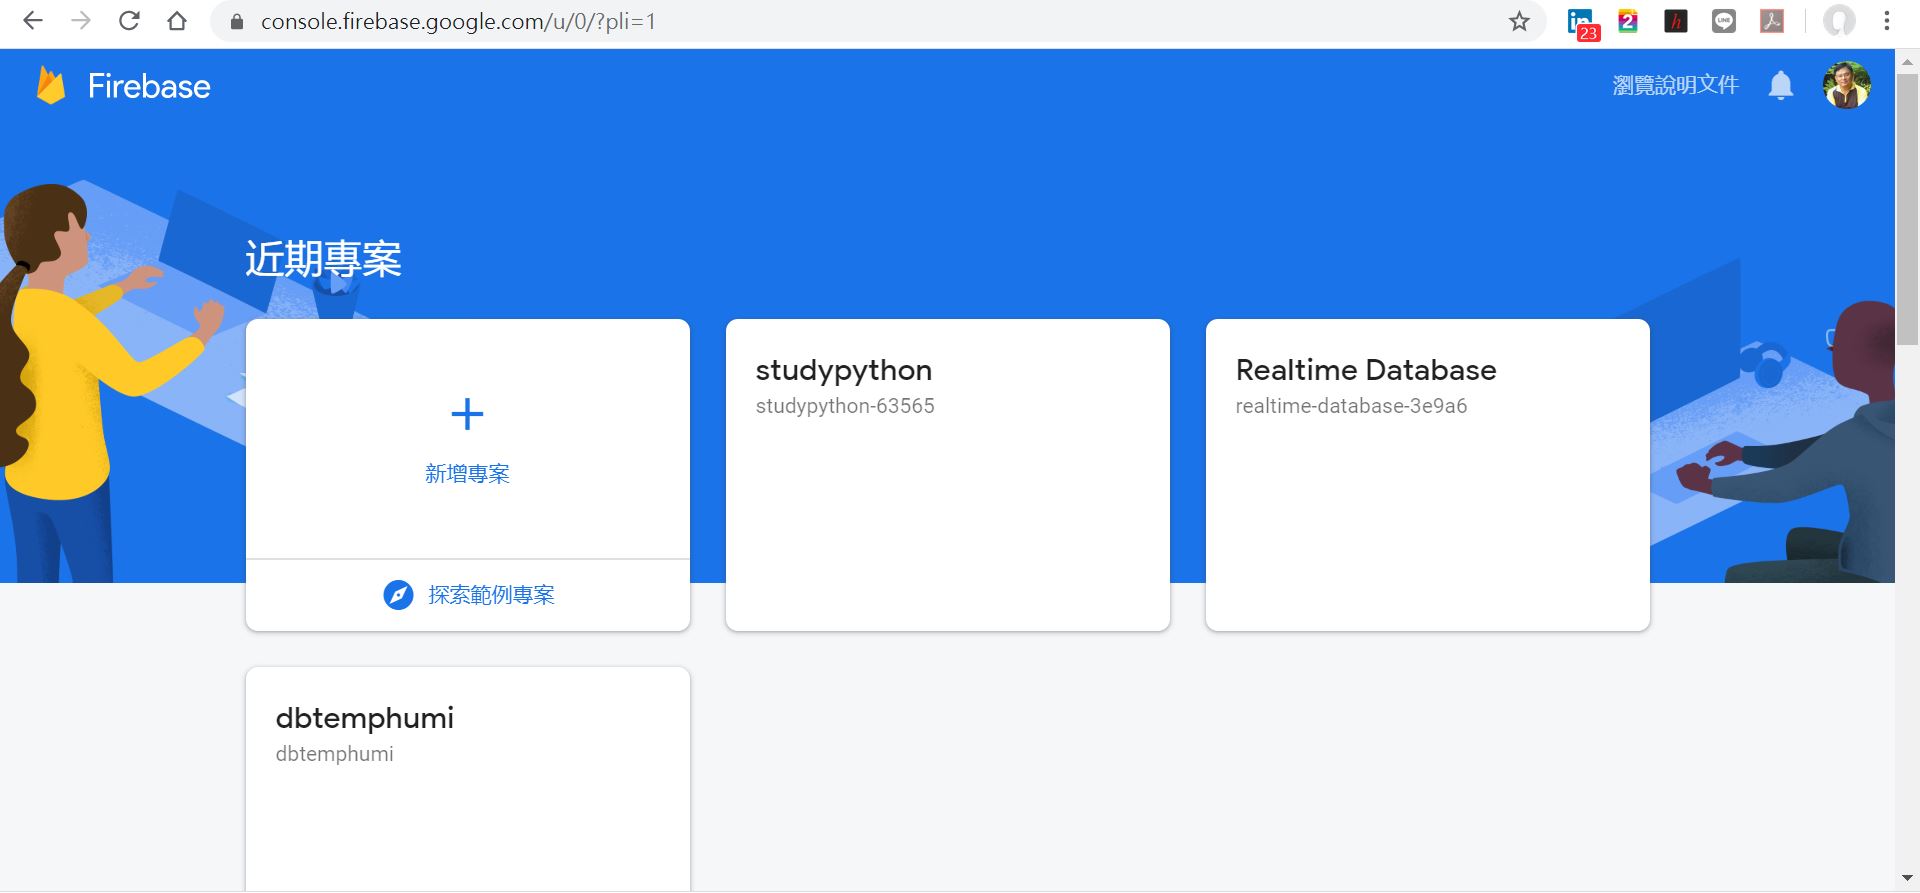 console.firebase.google.com/u/0/?pli=1
23
2
h
LINE
Firebase
瀏覽說明文件
近期專案
新增專案
探索範例專案
studypython
studypython-63565
Realtime Database
realtime-database-3e9a6
dbtemphumi
dbtemphumi